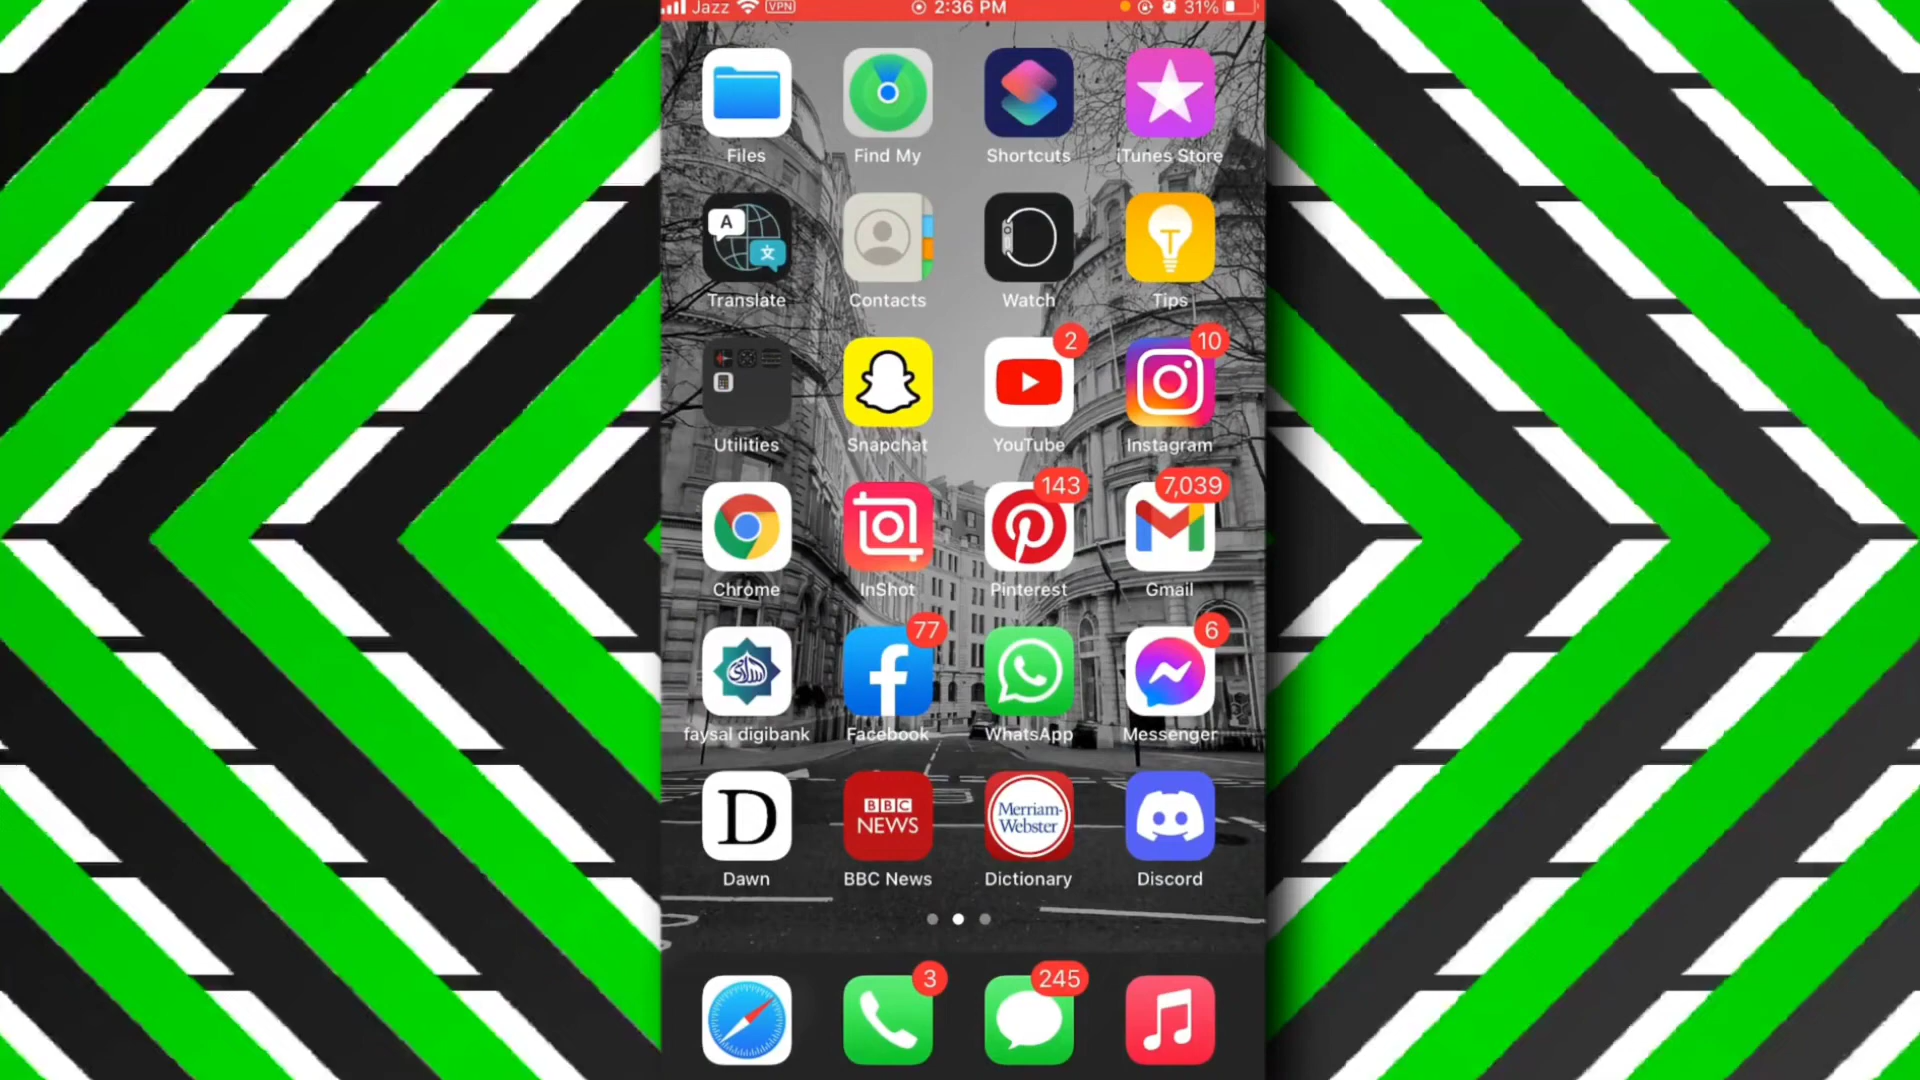 Jazz VPN 2:36 PM 31%
Files Find My Shortcuts iTunes Store
A 文
Translate Contacts Watch Tips
2 10
Utilities Snapchat YouTube Instagram
143 7,039
Chrome InShot Pinterest Gmail
77 6
faysal digibank Facebook WhatsApp Messenger
D BBC NEWS Merriam-Webster
Dawn BBC News Dictionary Discord
3 245